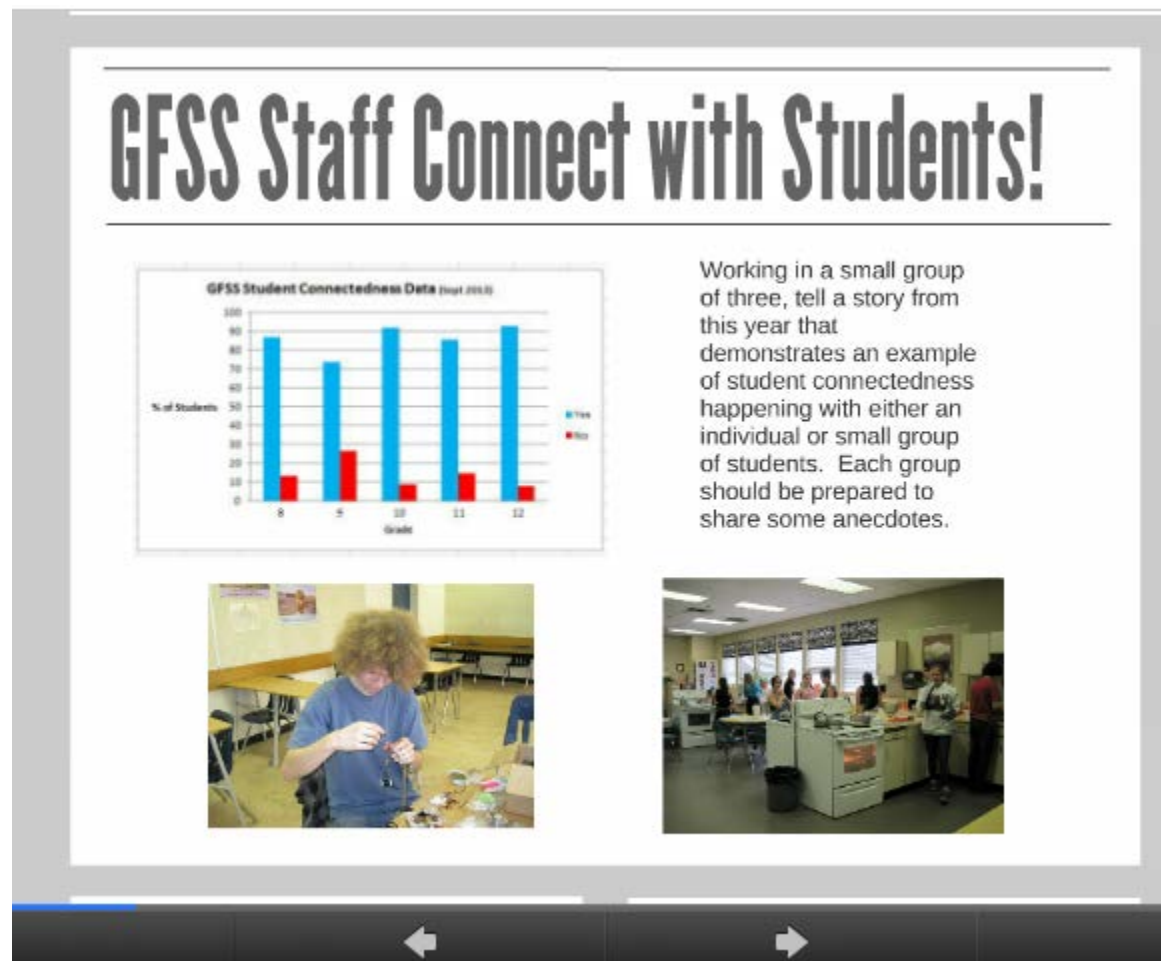 GFSS Staff Connect with Students!
GFSS Student Connectedness Data (Sept 2013)
100
90
80
70
60
50
40
30
20
10
0
% of Students
8
9
10
11
12
Grade
Yes
No
Working in a small group
of three, tell a story from
this year that
demonstrates an example
of student connectedness
happening with either an
individual or small group
of students.  Each group
should be prepared to
share some anecdotes.